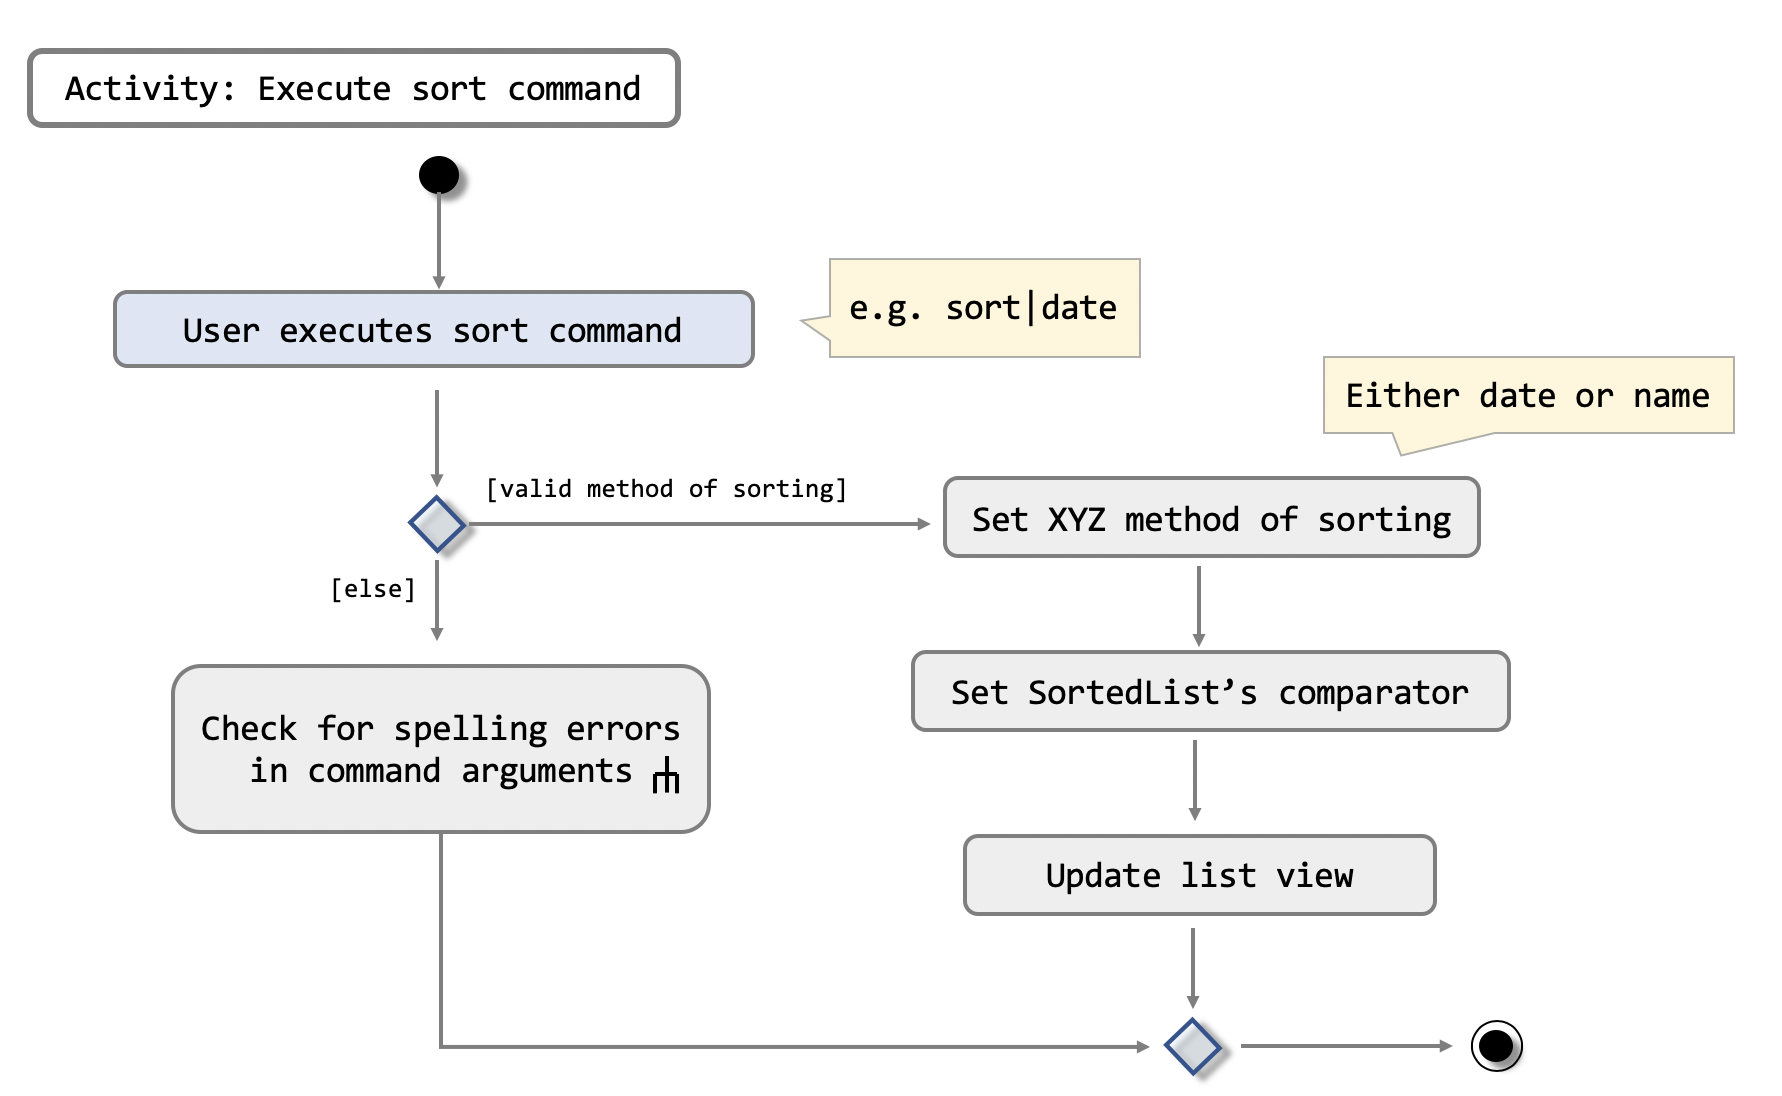 Activity: Execute sort command
User executes sort command
e.g. sort|date
Either date or name
[valid method of sorting]
Set XYZ method of sorting
[else]
Set SortedList’s comparator
Check for spelling errors
in command arguments
Update list view